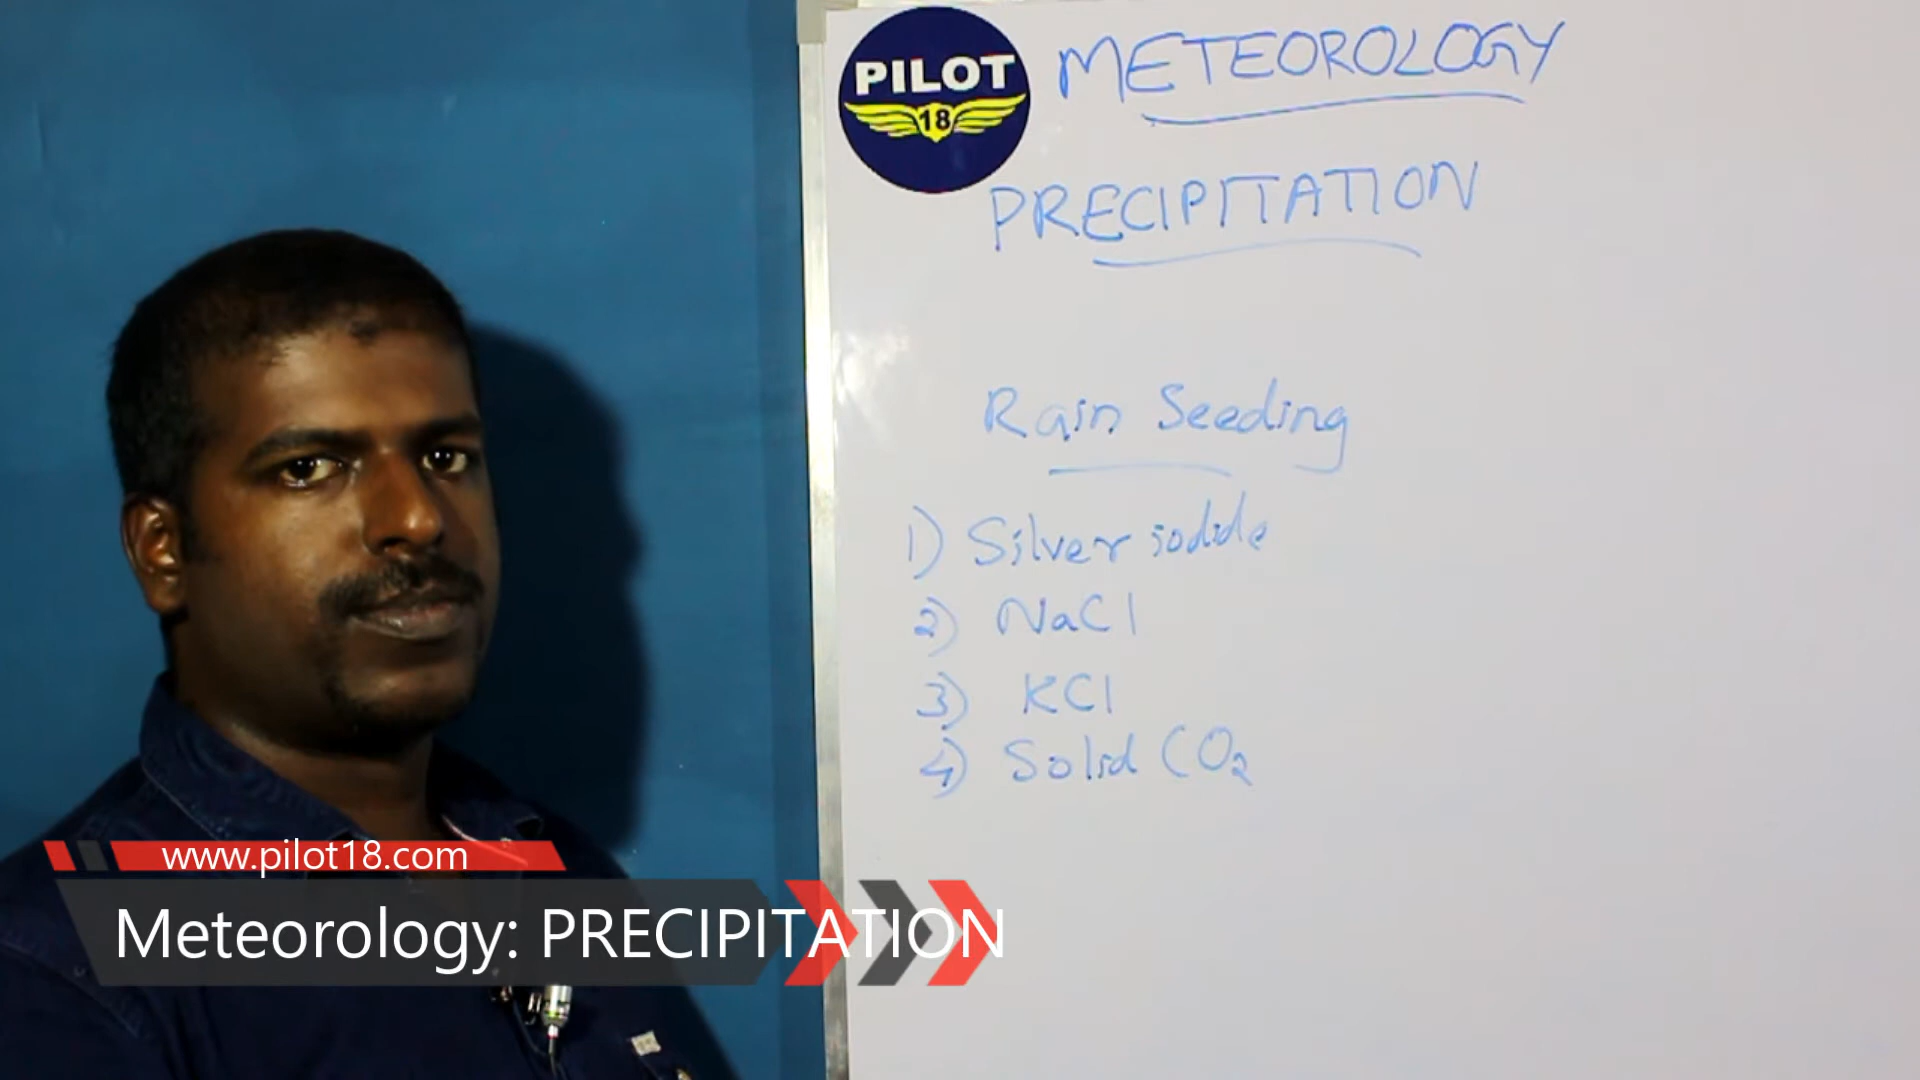 PILOT
18
METEOROLOGY
PRECIPITATION
Rain Seeding
1) Silver iodide
2) NaCl
3) KCl
4) Solid CO2
www.pilot18.com
Meteorology: PRECIPITATION